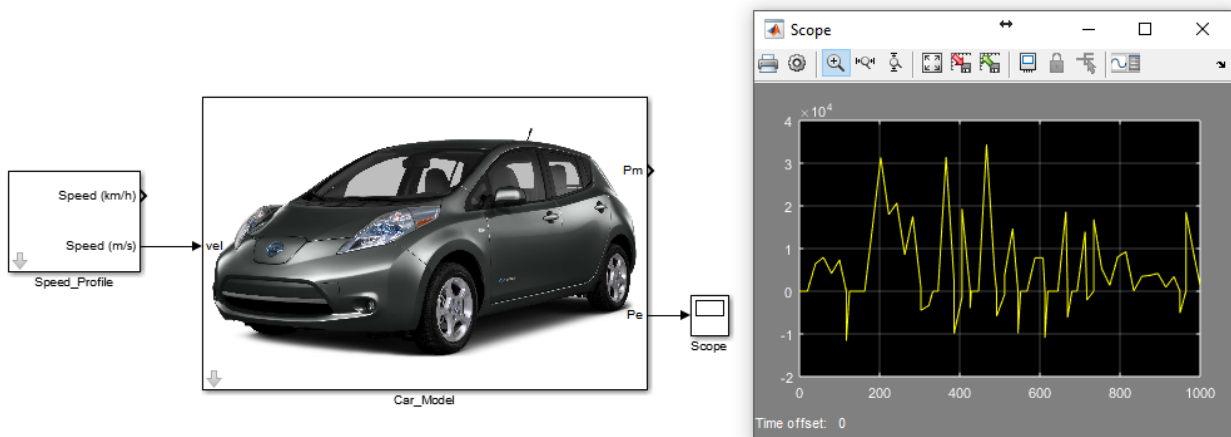 Speed (km/h)
Speed (m/s)
Speed_Profile
vel
Pm
Pe
Car_Model
Scope
Scope
×10⁴
4
3
2
1
0
-1
-2
0 200 400 600 800 1000
Time offset: 0